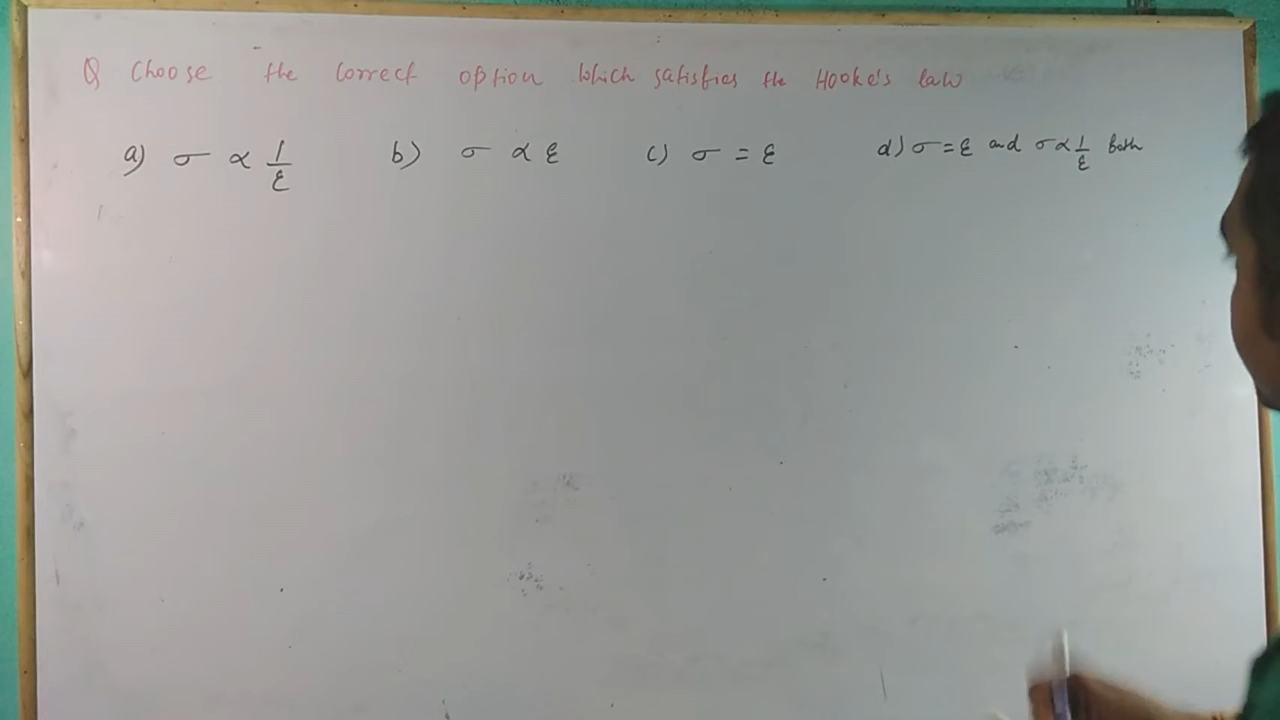 Q Choose the correct option which satisfies the Hooke's law
a) σ ∝ 1/ε b) σ ∝ ε c) σ = ε d) σ = ε and σ ∝ 1/ε both